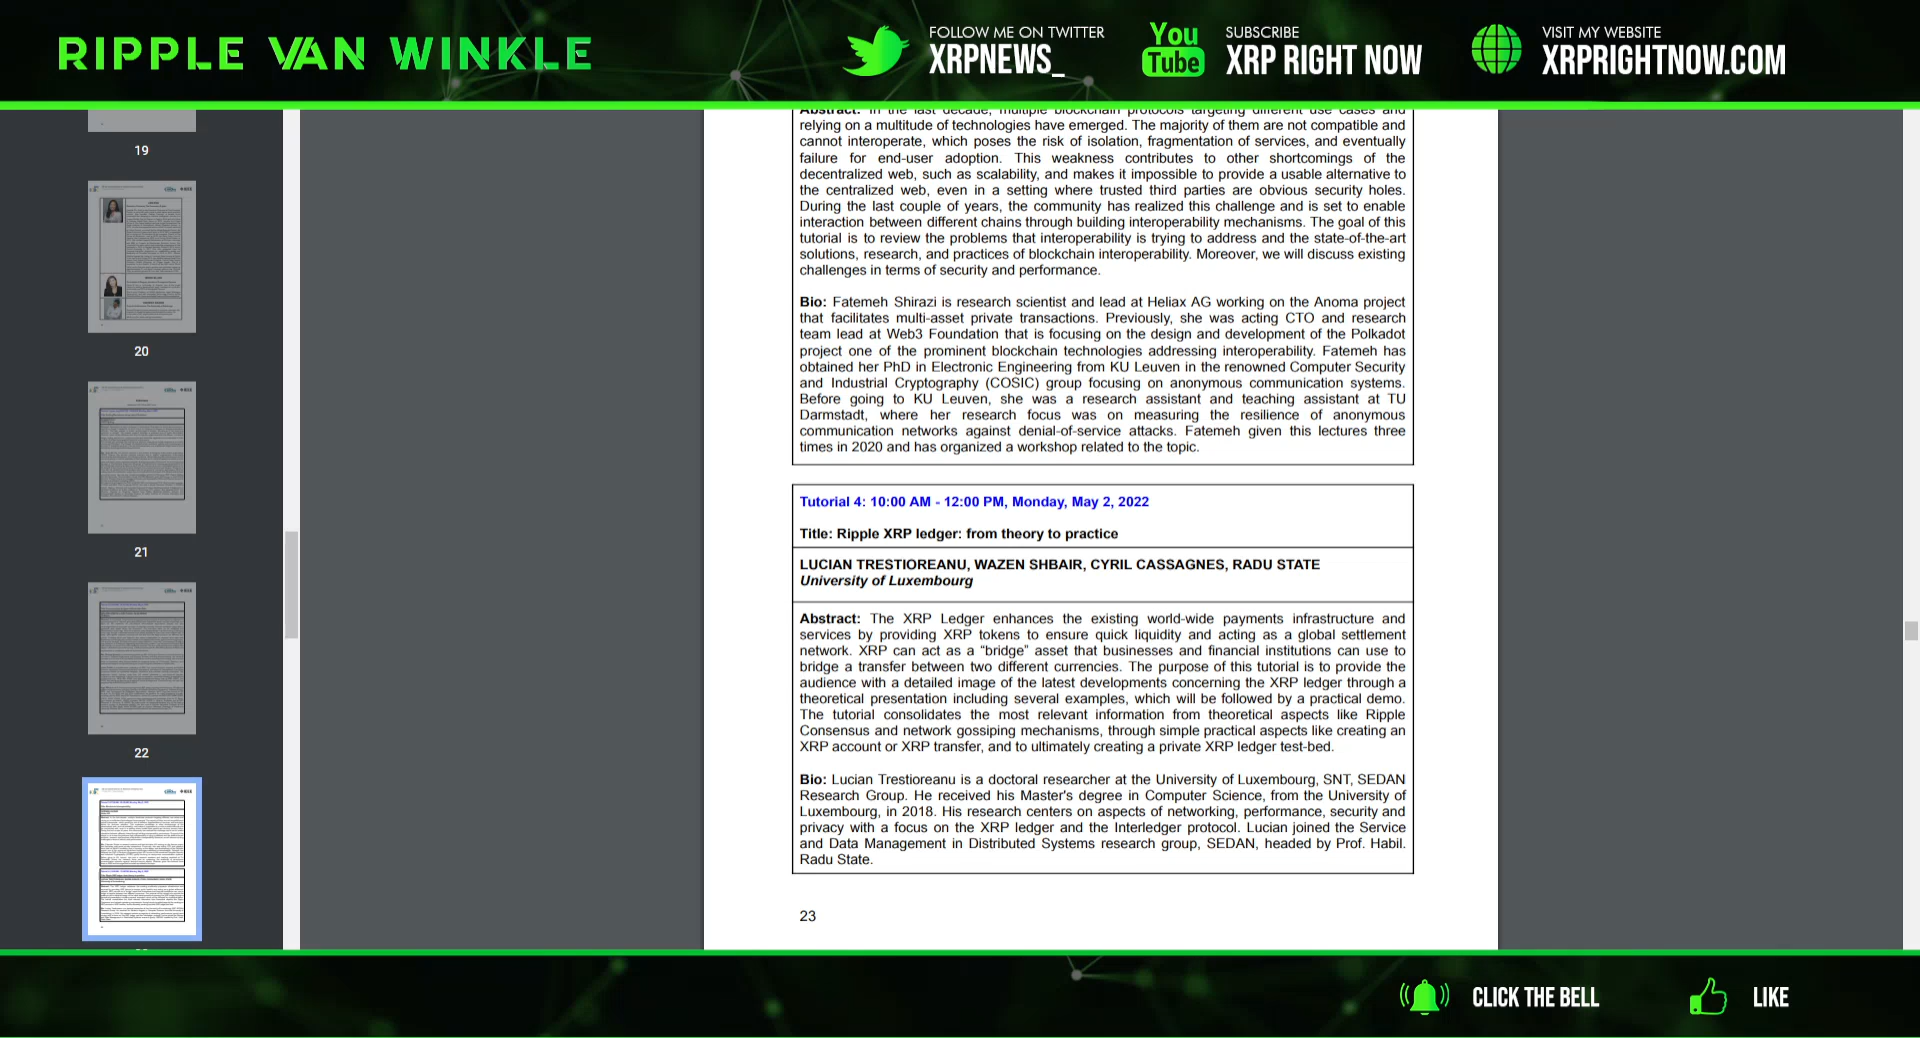 RIPPLE VAN WINKLE
FOLLOW ME ON TWITTER
XRPNEWS_
You
Tube
SUBSCRIBE
XRP RIGHT NOW
VISIT MY WEBSITE
XRPRIGHTNOW.COM
19
20
21
22
Abstract: In the last decade, multiple blockchain protocols targeting different use cases and
relying on a multitude of technologies have emerged. The majority of them are not compatible and
cannot interoperate, which poses the risk of isolation, fragmentation of services, and eventually
failure for end-user adoption. This weakness contributes to other shortcomings of the
decentralized web, such as scalability, and makes it impossible to provide a usable alternative to
the centralized web, even in a setting where trusted third parties are obvious security holes.
During the last couple of years, the community has realized this challenge and is set to enable
interaction between different chains through building interoperability mechanisms. The goal of this
tutorial is to review the problems that interoperability is trying to address and the state-of-the-art
solutions, research, and practices of blockchain interoperability. Moreover, we will discuss existing
challenges in terms of security and performance.
Bio: Fatemeh Shirazi is research scientist and lead at Heliax AG working on the Anoma project
that facilitates multi-asset private transactions. Previously, she was acting CTO and research
team lead at Web3 Foundation that is focusing on the design and development of the Polkadot
project one of the prominent blockchain technologies addressing interoperability. Fatemeh has
obtained her PhD in Electronic Engineering from KU Leuven in the renowned Computer Security
and Industrial Cryptography (COSIC) group focusing on anonymous communication systems.
Before going to KU Leuven, she was a research assistant and teaching assistant at TU
Darmstadt, where her research focus was on measuring the resilience of anonymous
communication networks against denial-of-service attacks. Fatemeh given this lectures three
times in 2020 and has organized a workshop related to the topic.
Tutorial 4: 10:00 AM - 12:00 PM, Monday, May 2, 2022
Title: Ripple XRP ledger: from theory to practice
LUCIAN TRESTIOREANU, WAZEN SHBAIR, CYRIL CASSAGNES, RADU STATE
University of Luxembourg
Abstract: The XRP Ledger enhances the existing world-wide payments infrastructure and
services by providing XRP tokens to ensure quick liquidity and acting as a global settlement
network. XRP can act as a “bridge” asset that businesses and financial institutions can use to
bridge a transfer between two different currencies. The purpose of this tutorial is to provide the
audience with a detailed image of the latest developments concerning the XRP ledger through a
theoretical presentation including several examples, which will be followed by a practical demo.
The tutorial consolidates the most relevant information from theoretical aspects like Ripple
Consensus and network gossiping mechanisms, through simple practical aspects like creating an
XRP account or XRP transfer, and to ultimately creating a private XRP ledger test-bed.
Bio: Lucian Trestioreanu is a doctoral researcher at the University of Luxembourg, SNT, SEDAN
Research Group. He received his Master's degree in Computer Science, from the University of
Luxembourg, in 2018. His research centers on aspects of networking, performance, security and
privacy with a focus on the XRP ledger and the Interledger protocol. Lucian joined the Service
and Data Management in Distributed Systems research group, SEDAN, headed by Prof. Habil.
Radu State.
23
CLICK THE BELL
LIKE